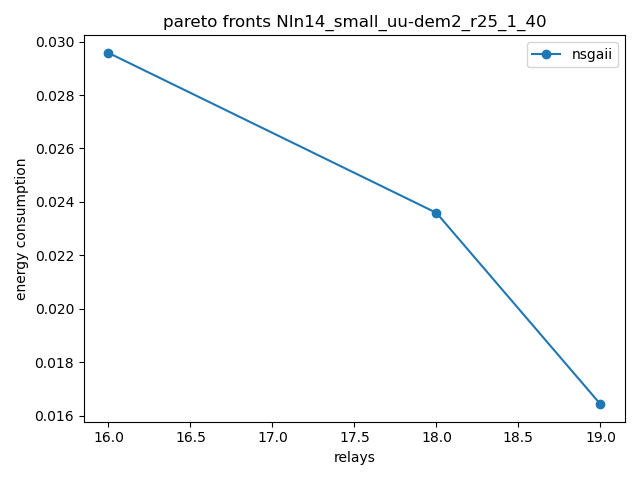 pareto fronts NIn14_small_uu-dem2_r25_1_40
nsgaii
energy consumption
0.030
0.028
0.026
0.024
0.022
0.020
0.018
0.016
16.0 16.5 17.0 17.5 18.0 18.5 19.0
relays